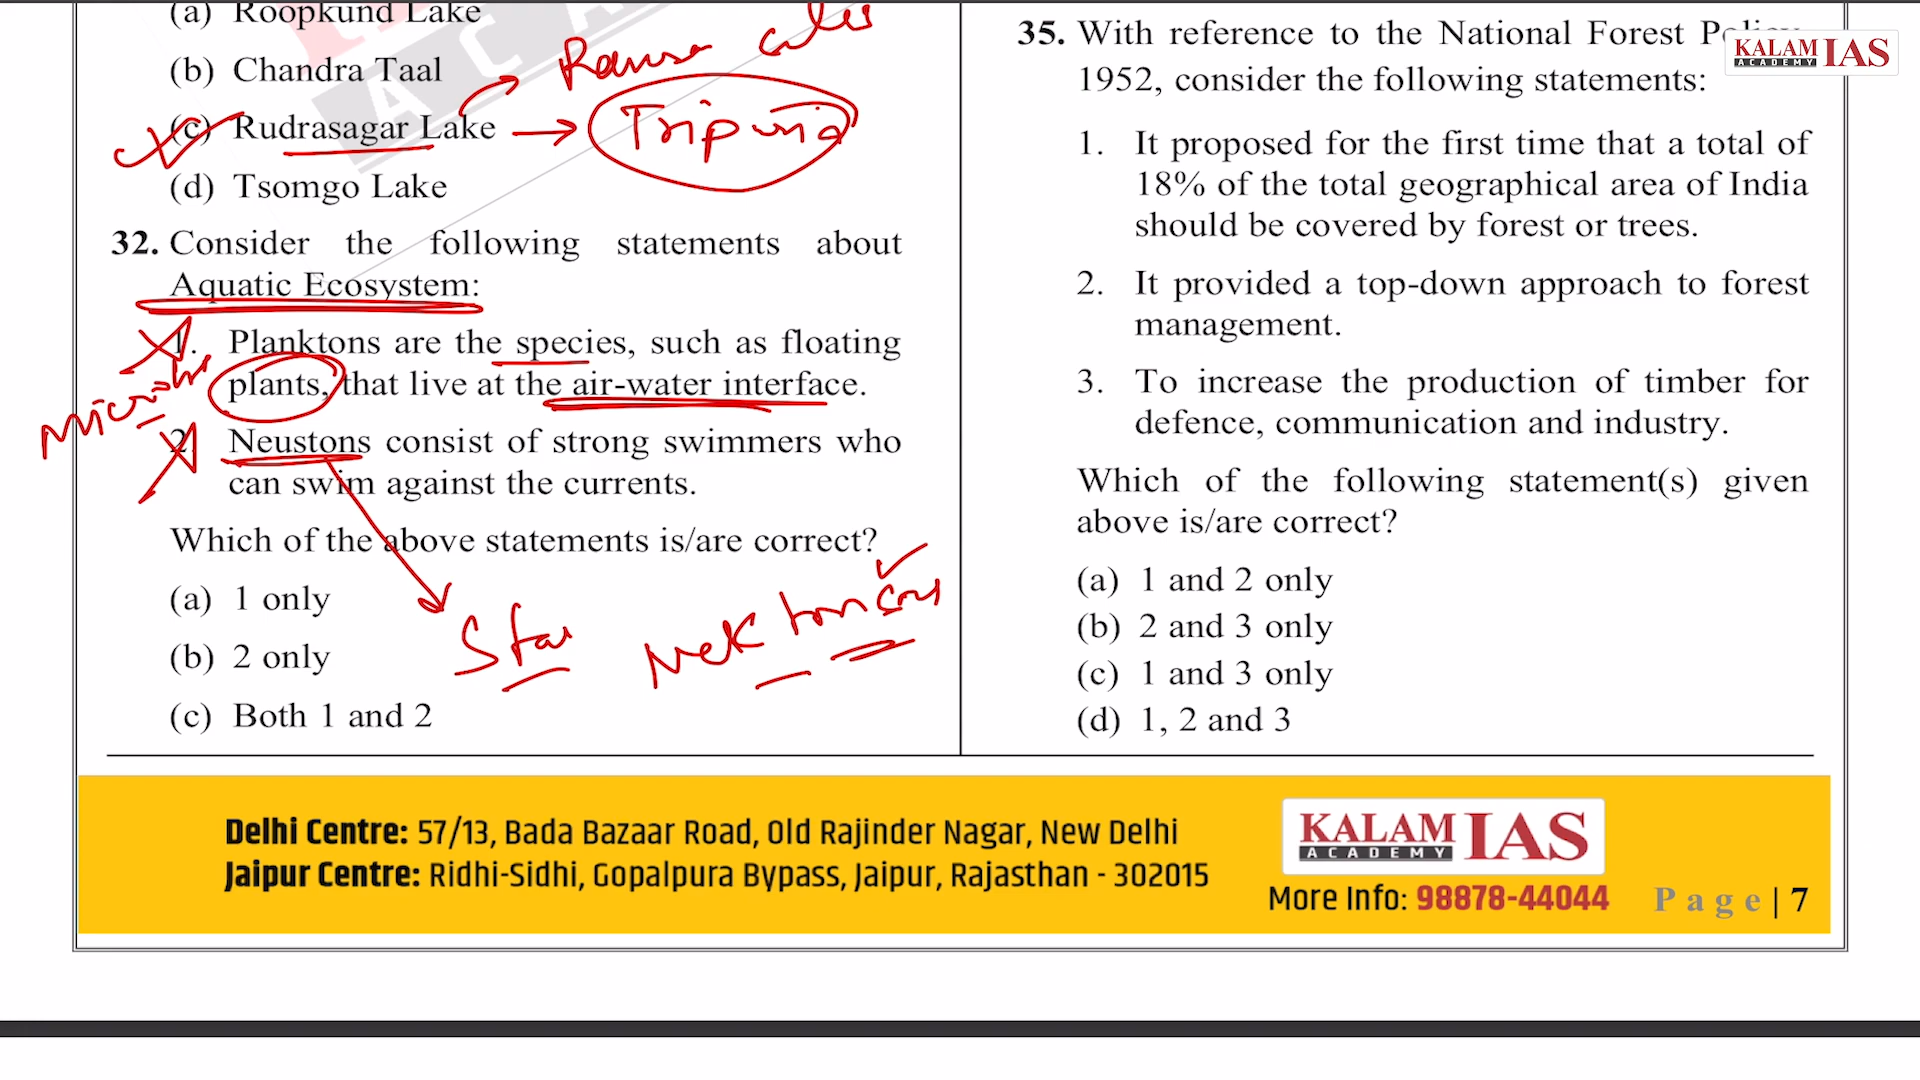 (a) Roopkund Lake
(b) Chandra Taal
(c) Rudrasagar Lake
Tripura
(d) Tsomgo Lake
32. Consider the following statements about
Aquatic Ecosystem:
1. Planktons are the species, such as floating
plants, that live at the air-water interface.
2. Neustons consist of strong swimmers who
can swim against the currents.
Which of the above statements is/are correct?
(a) 1 only
(b) 2 only
(c) Both 1 and 2
Nektons
35. With reference to the National Forest Policy
1952, consider the following statements:
1. It proposed for the first time that a total of
18% of the total geographical area of India
should be covered by forest or trees.
2. It provided a top-down approach to forest
management.
3. To increase the production of timber for
defence, communication and industry.
Which of the following statement(s) given
above is/are correct?
(a) 1 and 2 only
(b) 2 and 3 only
(c) 1 and 3 only
(d) 1, 2 and 3
KALAM IAS
ACADEMY
Delhi Centre: 57/13, Bada Bazaar Road, Old Rajinder Nagar, New Delhi
Jaipur Centre: Ridhi-Sidhi, Gopalpura Bypass, Jaipur, Rajasthan - 302015
KALAM IAS
ACADEMY
More Info: 98878-44044
Page | 7